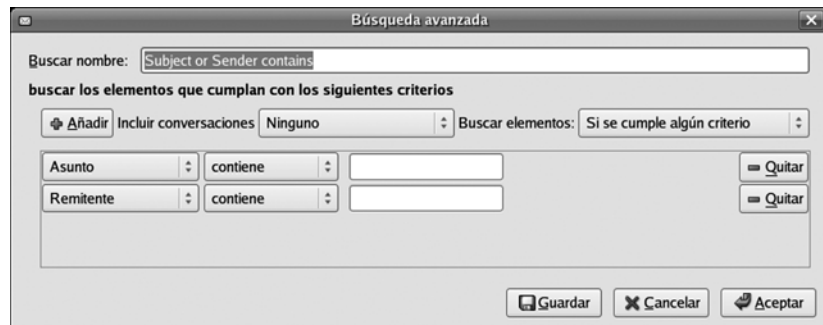 Búsqueda avanzada
Buscar nombre: Subject or Sender contains
buscar los elementos que cumplan con los siguientes criterios
Añadir Incluir conversaciones Ninguno Buscar elementos: Si se cumple algún criterio
Asunto contiene Quitar
Remitente contiene Quitar
Guardar Cancelar Aceptar